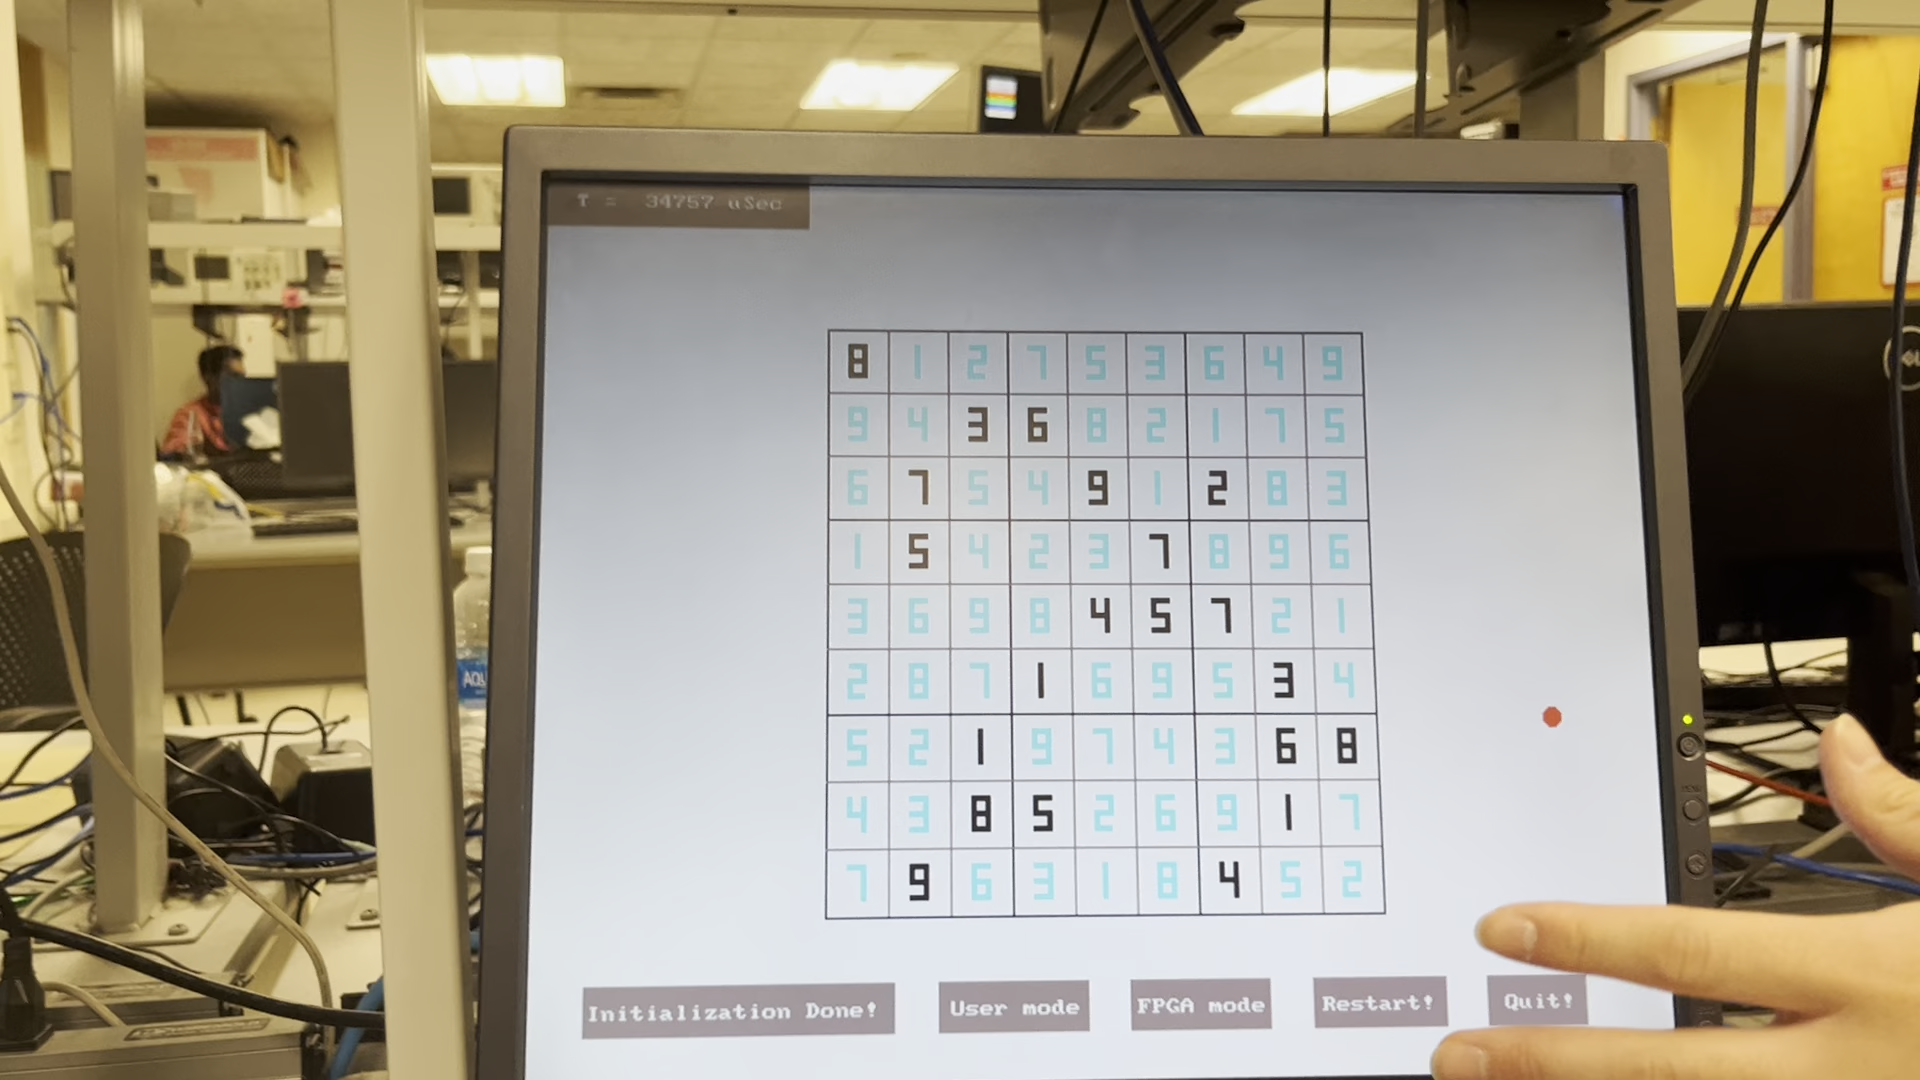 T = 34757 uSec
8 1 2 7 5 3 6 4 9
9 4 3 6 8 2 1 7 5
6 7 5 4 9 1 2 8 3
1 5 4 2 3 7 8 9 6
3 6 9 8 4 5 7 2 1
2 8 7 1 6 9 5 3 4
5 2 1 9 7 4 3 6 8
4 3 8 5 2 6 9 1 7
7 9 6 3 1 8 4 5 2
Initialization Done! User mode FPGA mode Restart! Quit!